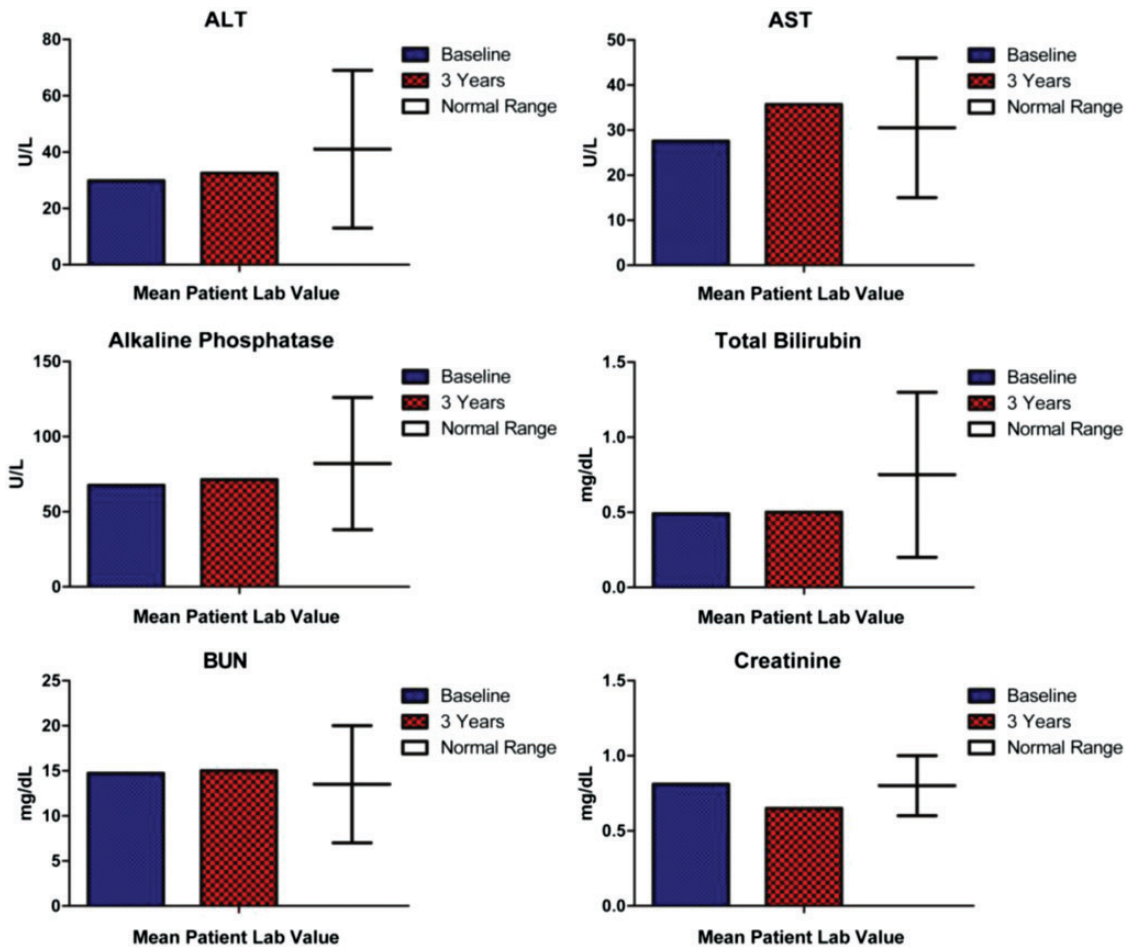 ALT
80
60
40
20
0
U/L
Mean Patient Lab Value
Baseline
3 Years
Normal Range
AST
50
40
30
20
10
0
U/L
Mean Patient Lab Value
Baseline
3 Years
Normal Range
Alkaline Phosphatase
150
100
50
0
U/L
Mean Patient Lab Value
Baseline
3 Years
Normal Range
Total Bilirubin
1.5
1.0
0.5
0.0
mg/dL
Mean Patient Lab Value
Baseline
3 Years
Normal Range
BUN
25
20
15
10
5
0
mg/dL
Mean Patient Lab Value
Baseline
3 Years
Normal Range
Creatinine
1.5
1.0
0.5
0.0
mg/dL
Mean Patient Lab Value
Baseline
3 Years
Normal Range